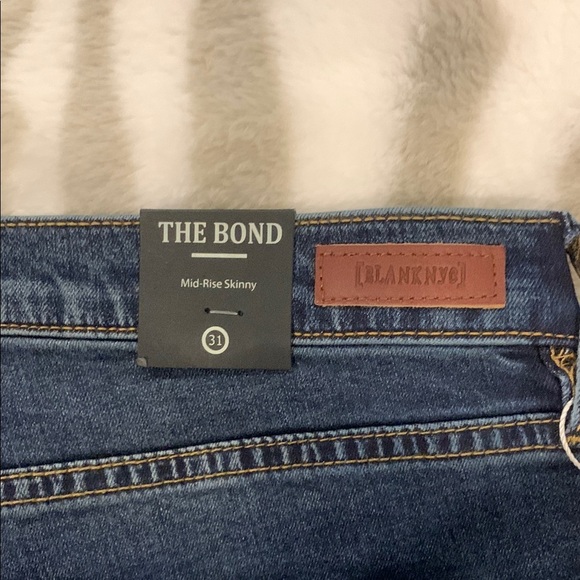 THE BOND
Mid-Rise Skinny
31
[BLANKNYC]